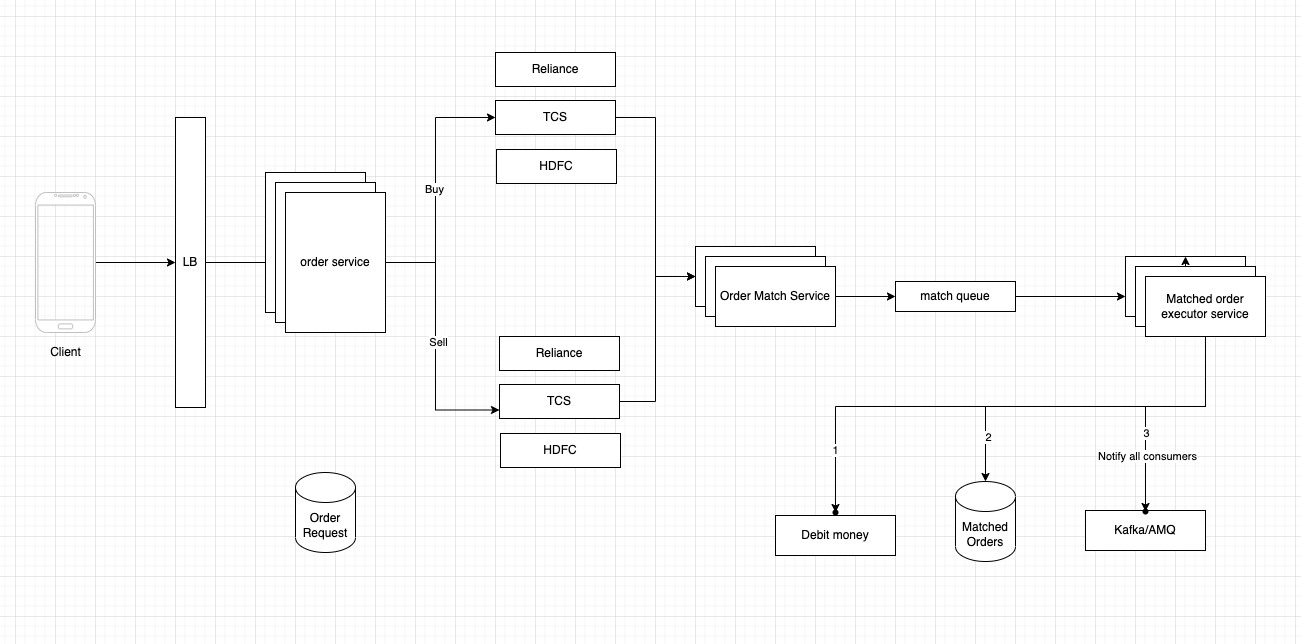 Reliance
TCS
HDFC
Buy
LB
order service
Client
Sell
Reliance
TCS
HDFC
Order Match Service
match queue
Matched order
executor service
1
2
3
Notify all consumers
Order
Request
Debit money
Matched
Orders
Kafka/AMQ